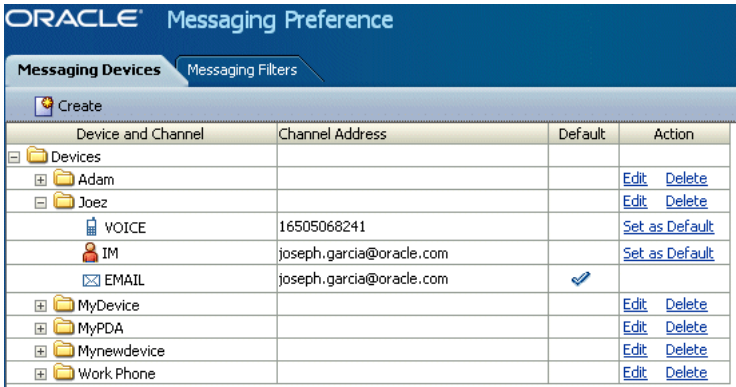 ORACLE Messaging Preference
Messaging Devices Messaging Filters
Create
Device and Channel Channel Address Default Action
Devices
Adam Edit Delete
Joez Edit Delete
VOICE 16505068241 Set as Default
IM joseph.garcia@oracle.com Set as Default
EMAIL joseph.garcia@oracle.com
MyDevice Edit Delete
MyPDA Edit Delete
Mynewdevice Edit Delete
Work Phone Edit Delete